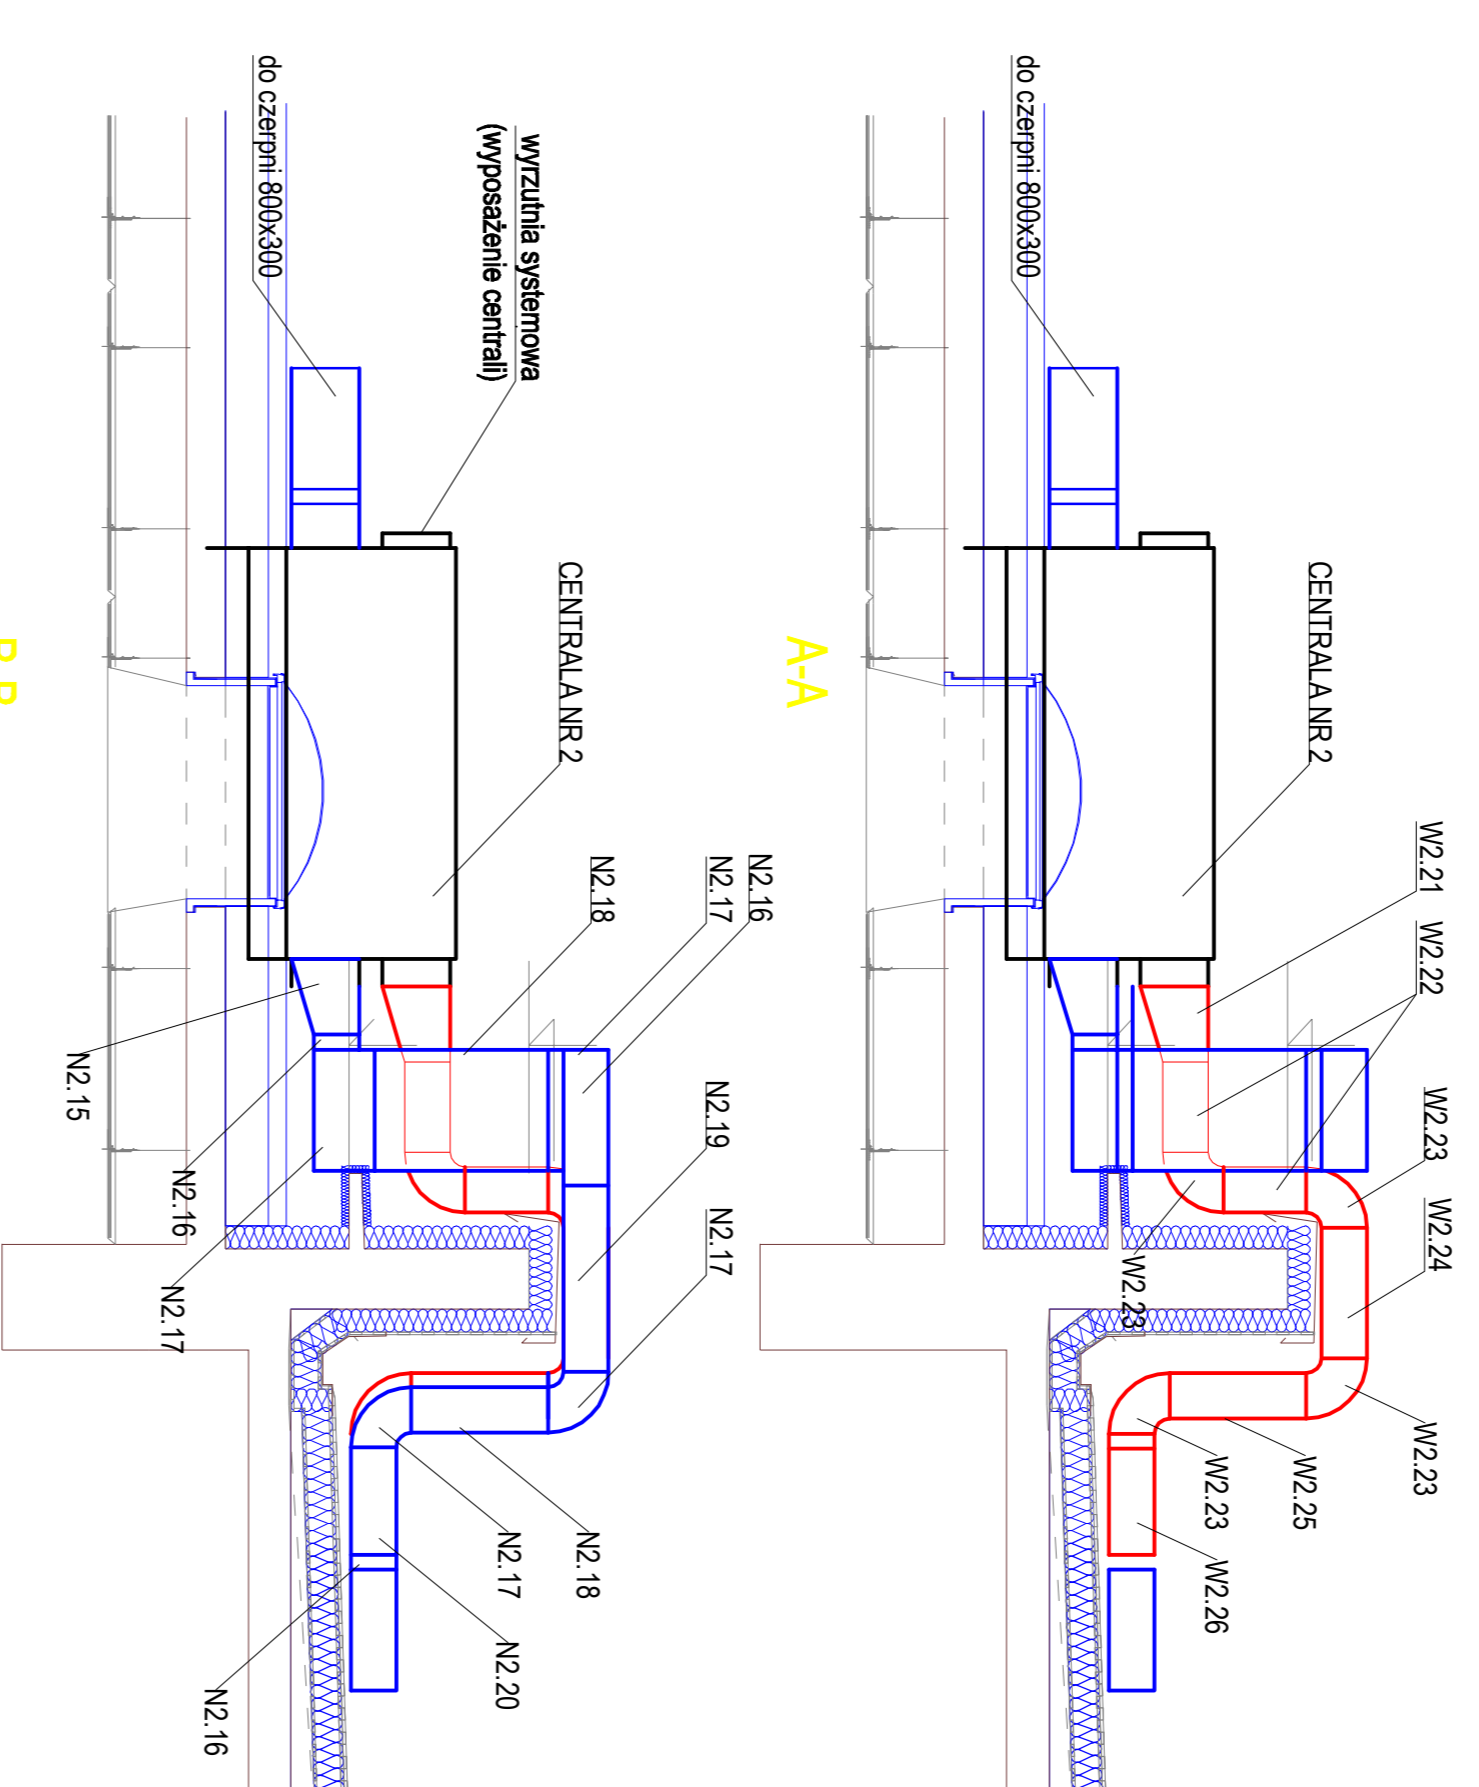 W2.21
W2.22
W2.23
W2.24
W2.23
CENTRALA NR 2
W2.25
W2.23
W2.26
W2.23
do czerpni 800x300
A-A
N2.16
N2.17
N2.19
N2.17
N2.18
N2.18
CENTRALA NR 2
wyrzutnia systemowa
(wyposażenie centrali)
N2.17
N2.20
do czerpni 800x300
N2.16
N2.16
N2.17
N2.15